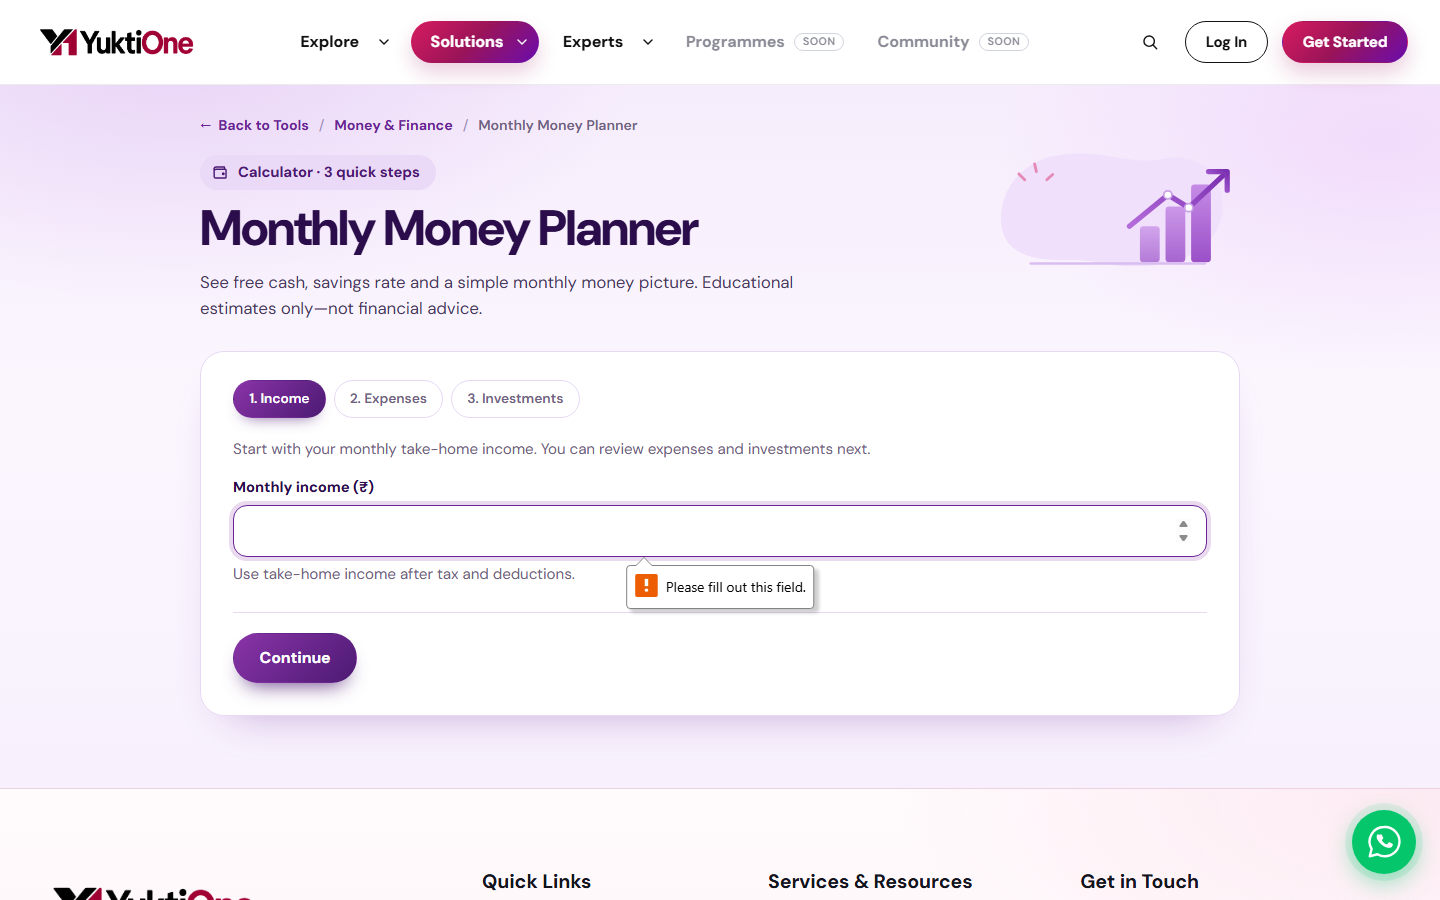 YuktiOne
Explore
Solutions
Experts
Programmes SOON
Community SOON
Log In
Get Started
← Back to Tools / Money & Finance / Monthly Money Planner
Calculator · 3 quick steps
Monthly Money Planner
See free cash, savings rate and a simple monthly money picture. Educational
estimates only—not financial advice.
1. Income
2. Expenses
3. Investments
Start with your monthly take-home income. You can review expenses and investments next.
Monthly income (₹)
Use take-home income after tax and deductions.
Please fill out this field.
Continue
YuktiOne
Quick Links
Services & Resources
Get in Touch